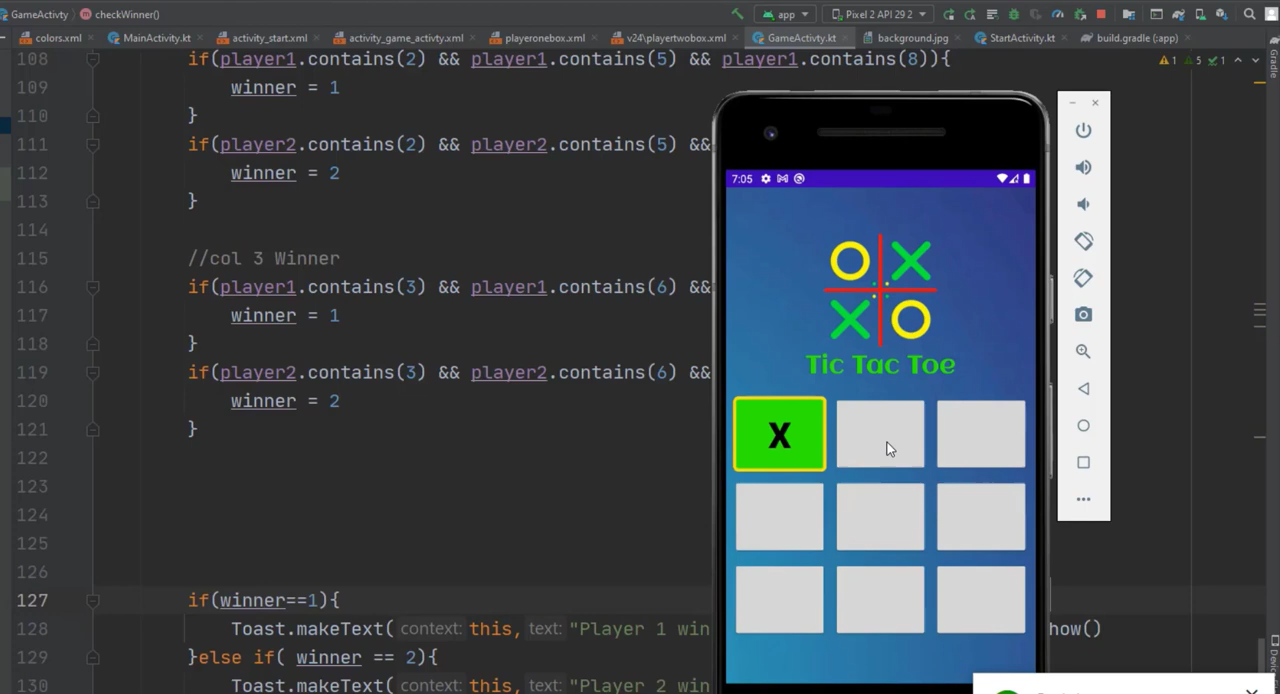 GameActivty checkWinner() app Pixel 2 API 29 2
colors.xml MainActivity.kt activity_start.xml activity_game_activty.xml playeronebox.xml v24\playertwobox.xml GameActivty.kt background.jpg StartActivity.kt build.gradle (:app)
108 if(player1.contains(2) && player1.contains(5) && player1.contains(8)){ 1 5 1
109 winner = 1
110 }
111 if(player2.contains(2) && player2.contains(5) &&
112 winner = 2
113 }
114
115 //col 3 Winner
116 if(player1.contains(3) && player1.contains(6) &&
117 winner = 1
118 }
119 if(player2.contains(3) && player2.contains(6) &&
120 winner = 2
121 }
122
123
124
125
126
127 if(winner==1){
128 Toast.makeText( context: this, text: "Player 1 win how()
129 }else if( winner == 2){
130 Toast.makeText( context: this, text: "Player 2 win
7:05
Tic Tac Toe
X
Gradle